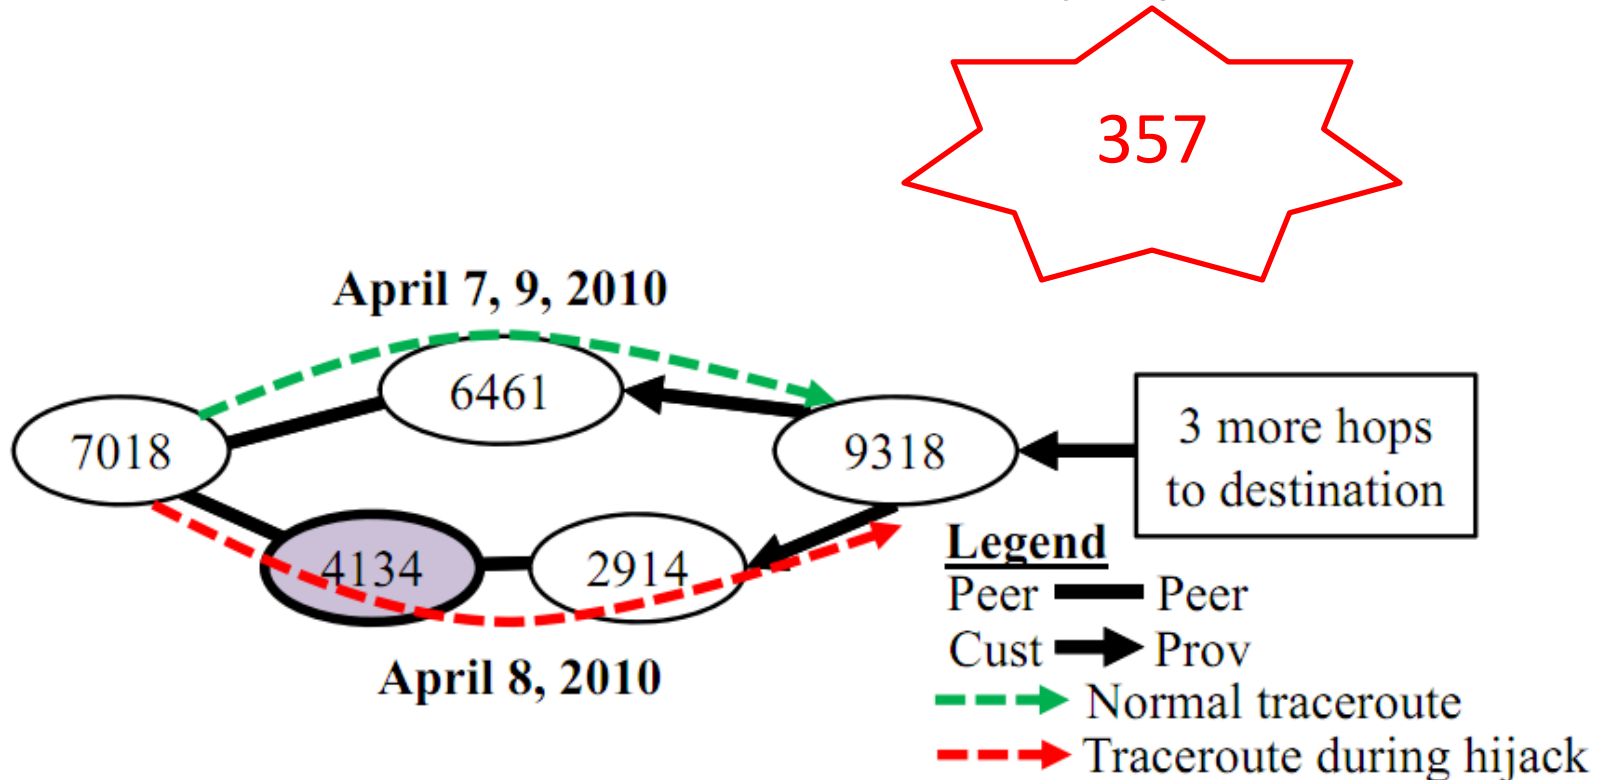 357
April 7, 9, 2010
6461
7018
9318
3 more hops
to destination
4134
2914
April 8, 2010
Legend
Peer Peer
Cust Prov
Normal traceroute
Traceroute during hijack